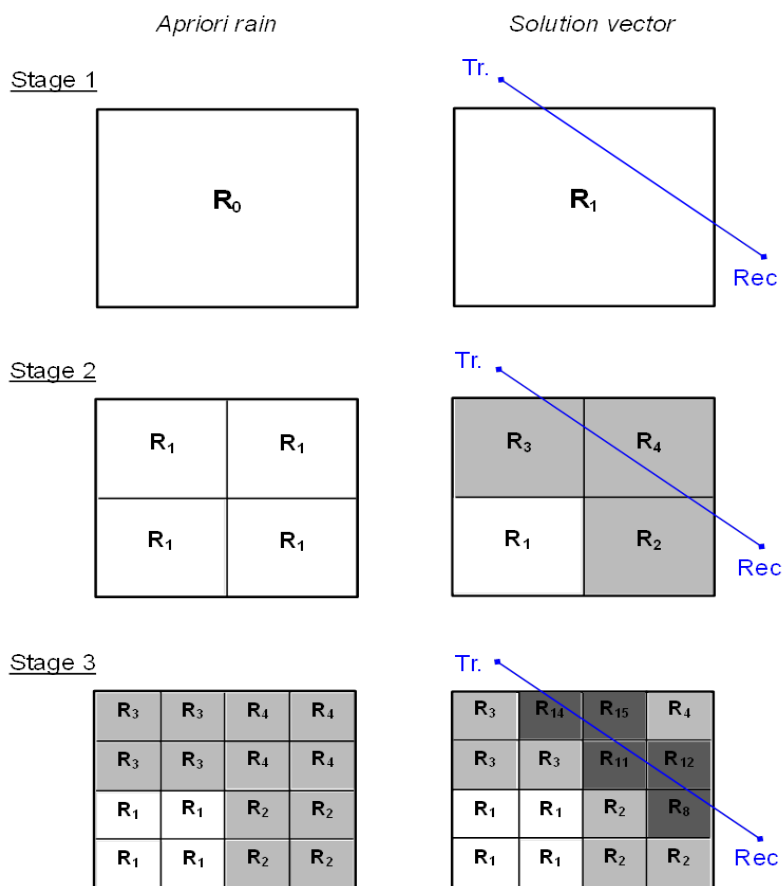 Apriori rain Solution vector
Stage 1
Tr.
R₀ R₁
Rec
Stage 2
Tr.
R₁ R₁ R₃ R₄
R₁ R₁ R₁ R₂
Rec
Stage 3
Tr.
R₃ R₃ R₄ R₄ R₃ R₁₄ R₁₅ R₄
R₃ R₃ R₄ R₄ R₃ R₃ R₁₁ R₁₂
R₁ R₁ R₂ R₂ R₁ R₁ R₂ R₈
Rec
R₁ R₁ R₂ R₂ R₁ R₁ R₂ R₂